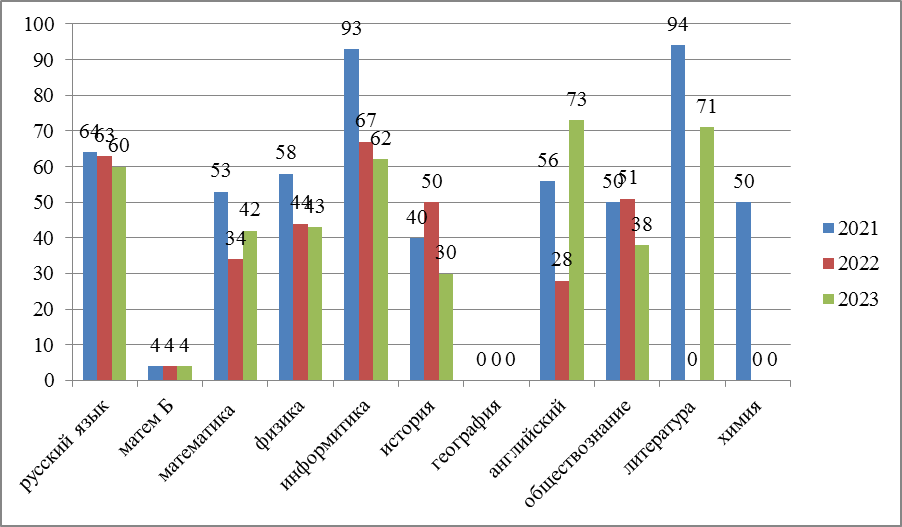 100
90
80
70
60
50
40
30
20
10
0
64 63 60
4 4 4
53 34 42
58 44 43
93 67 62
40 50 30
0 0 0
56 28 73
50 51 38
94 0 71
50 0 0
русский язык
матем Б
математика
физика
информитика
история
география
английский
обществознание
литература
химия
2021
2022
2023